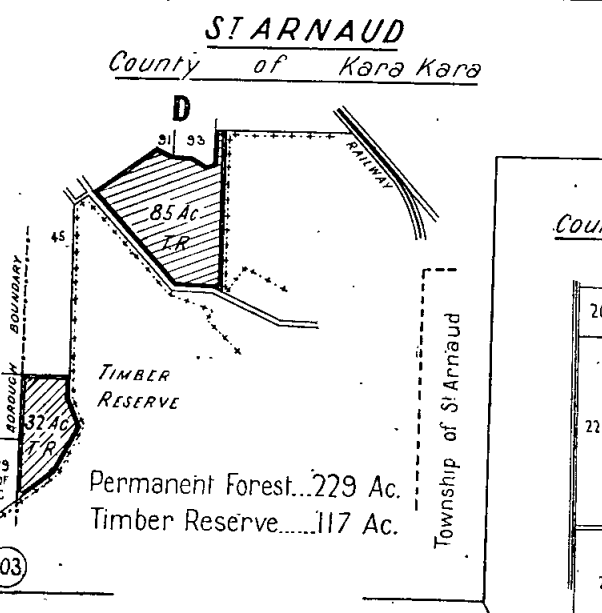 ST ARNAUD
County of Kara Kara
D
91 93
RAILWAY
85 Ac.
T.R
45
BOROUGH BOUNDARY
TIMBER
RESERVE
32 Ac
T.R
Permanent Forest...229 Ac.
Timber Reserve.....117 Ac.
Township of St Arnaud
03
22